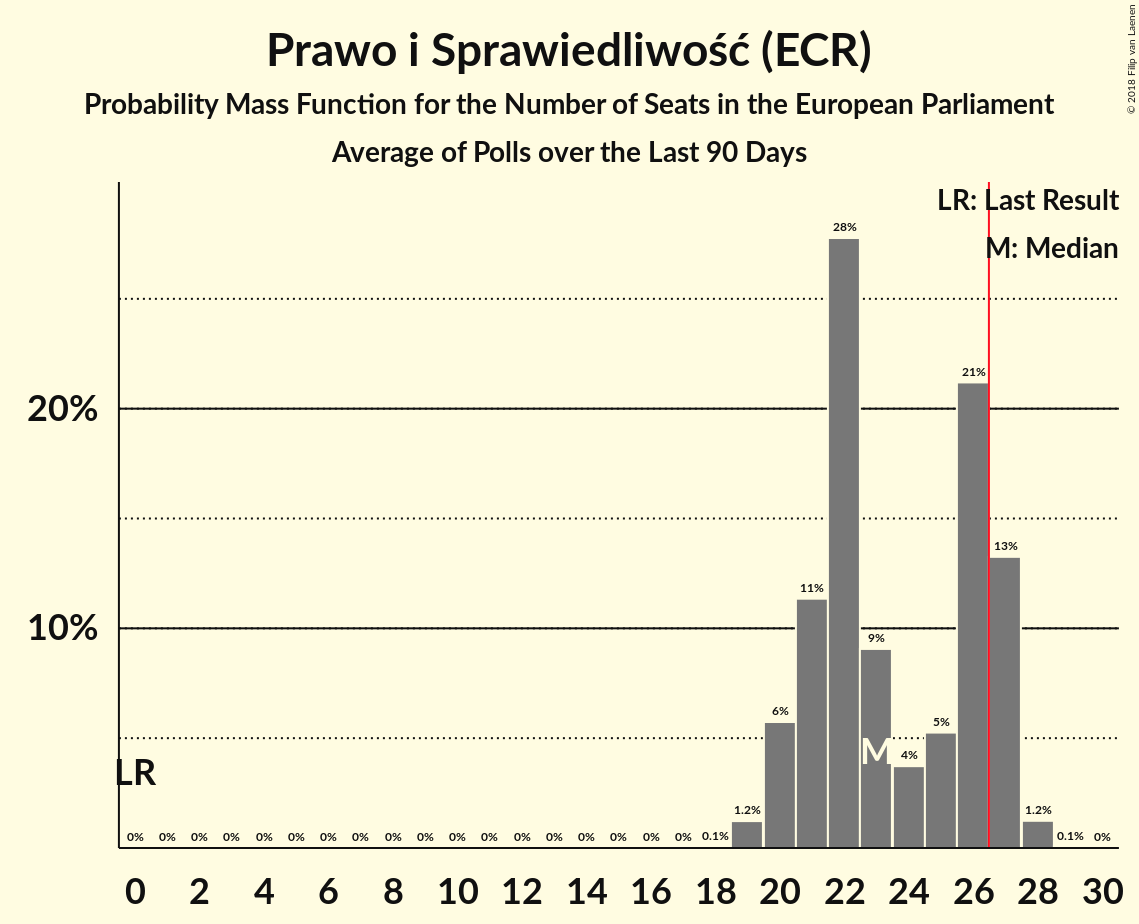 Prawo i Sprawiedliwość (ECR)
Probability Mass Function for the Number of Seats in the European Parliament
Average of Polls over the Last 90 Days
© 2018 Filip van Laenen
LR: Last Result
M: Median
28%
21%
20%
13%
11%
10%
9%
6%
5%
M
4%
LR
0% 0% 0% 0% 0% 0% 0% 0% 0% 0% 0% 0% 0% 0% 0% 0% 0% 0% 0.1% 1.2% 1.2% 0.1% 0%
0 2 4 6 8 10 12 14 16 18 20 22 24 26 28 30